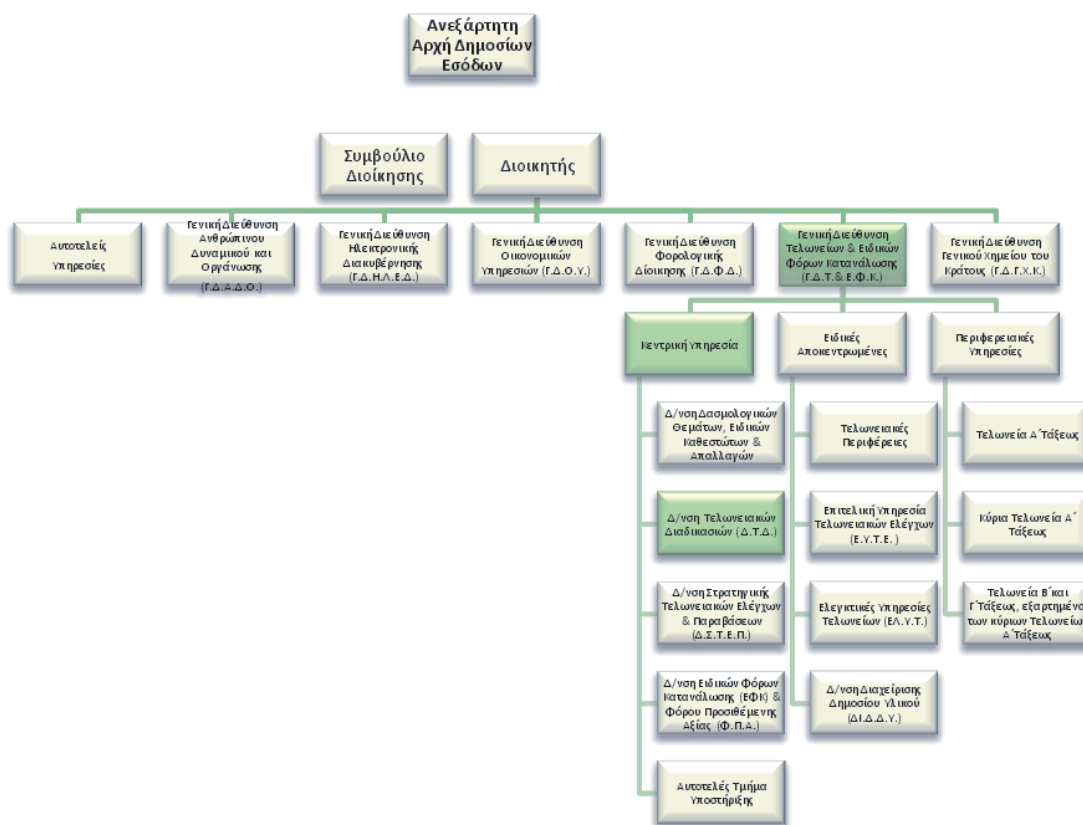 Ανεξάρτητη
Αρχή Δημοσίων
Εσόδων
Συμβούλιο
Διοίκησης
Διοικητής
Αυτοτελείς
Υπηρεσίες
Γενική Διεύθυνση
Ανθρώπινου
Δυναμικού και
Οργάνωσης
(Γ.Δ.Α.Δ.Ο.)
Γενική Διεύθυνση
Ηλεκτρονικής
Διακυβέρνησης
(Γ.Δ.Η.Λ.Ε.Δ.)
Γενική Διεύθυνση
Οικονομικών
Υπηρεσιών (Γ.Δ.Ο.Υ.)
Γενική Διεύθυνση
Φορολογικής
Δίοικησης (Γ.Δ.Φ.Δ.)
Γενική Διεύθυνση
Τελωνείων & Ειδικών
Φόρων Κατανάλωσης
(Γ.Δ.Τ.& Ε.Φ.Κ.)
Γενική Διεύθυνση
Γενικού Χημείου του
Κράτους (Γ.Δ.Γ.Χ.Κ.)
Κεντρική Υπηρεσία
Ειδικές
Αποκεντρωμένες
Περιφερειακές
Υπηρεσίες
Δ/νση Δασμολογικών
Θεμάτων, Ειδικών
Καθεστώτων &
Απαλλαγών
Δ/νση Τελωνειακών
Διαδικασιών (Δ.Τ.Δ.)
Δ/νση Στρατηγικής
Τελωνειακών Ελέγχων
& Παραβάσεων
(Δ.Σ.Τ.Ε.Π.)
Δ/νση Ειδικών Φόρων
Κατανάλωσης (ΕΦΚ) &
Φόρου Προσιθέμενης
Αξίας (Φ.Π.Α.)
Αυτοτελές Τμήμα
Υποστήριξης
Τελωνειακές
Περιφέρειες
Επιτελική Υπηρεσία
Τελωνειακών Ελέγχων
(Ε.Υ.Τ.Ε. )
Ελεγκτικές Υπηρεσίες
Τελωνείων (ΕΛ.Υ.Τ.)
Δ/νση Διαχείρισης
Δημοσίου Υλικού
(ΔΙ.Δ.Δ.Υ.)
Τελωνεία Α΄Τάξεως
Κύρια Τελωνεία Α΄
Τάξεως
Τελωνεία Β΄και
Γ΄Τάξεως, εξαρτημένα
των κύριων Τελωνείων
Α΄Τάξεως